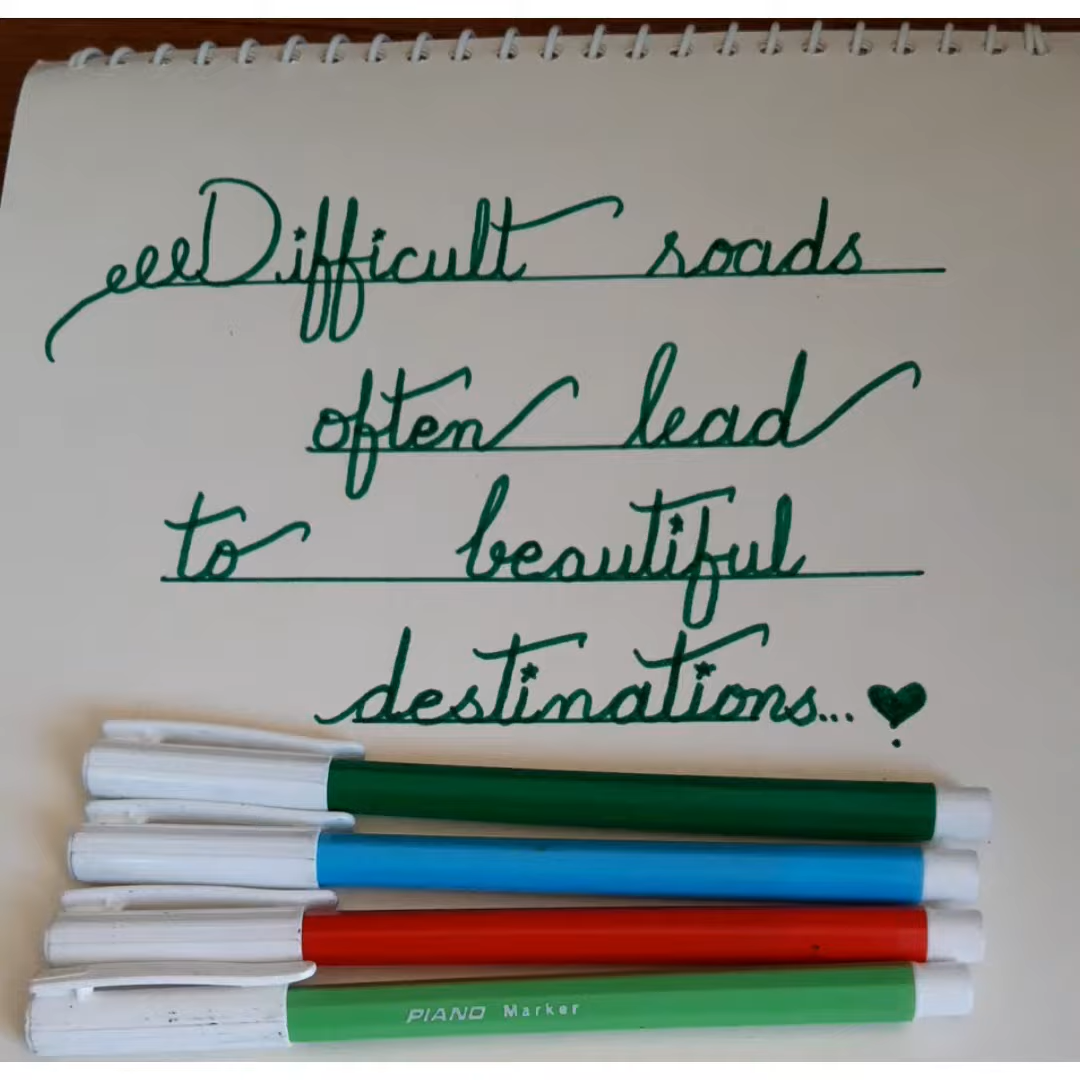 Difficult roads
often lead
to beautiful
destinations...
PIANO Marker